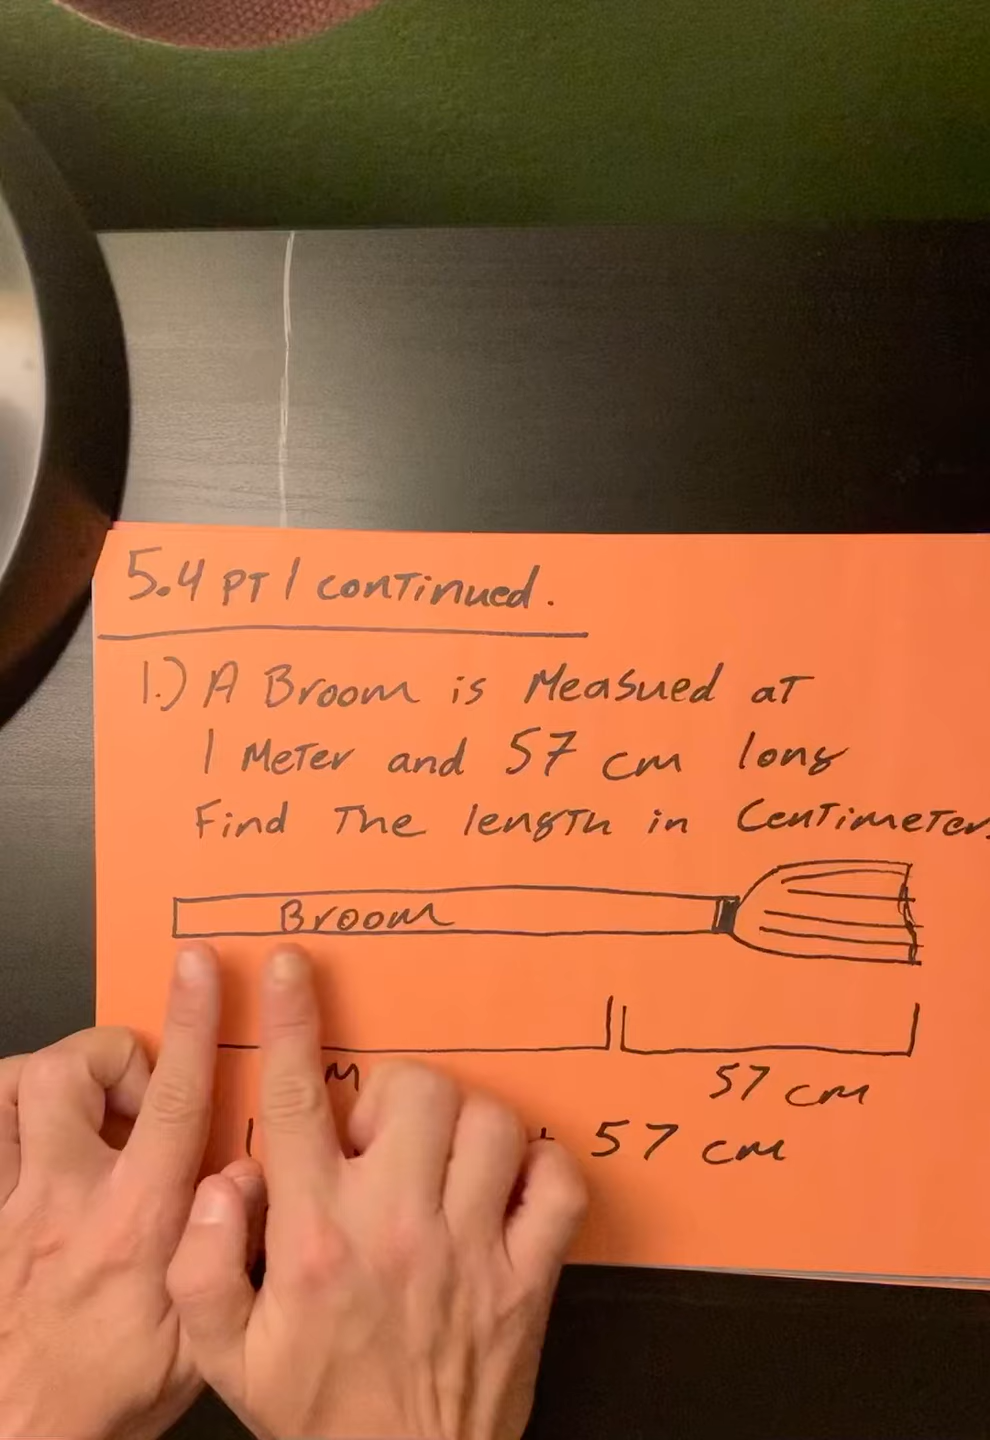 5.4 PT 1 continued.
1.) A Broom is Measued at
1 Meter and 57 cm long
Find The length in Centimeters
Broom
M
57 cm
1 + 57 cm